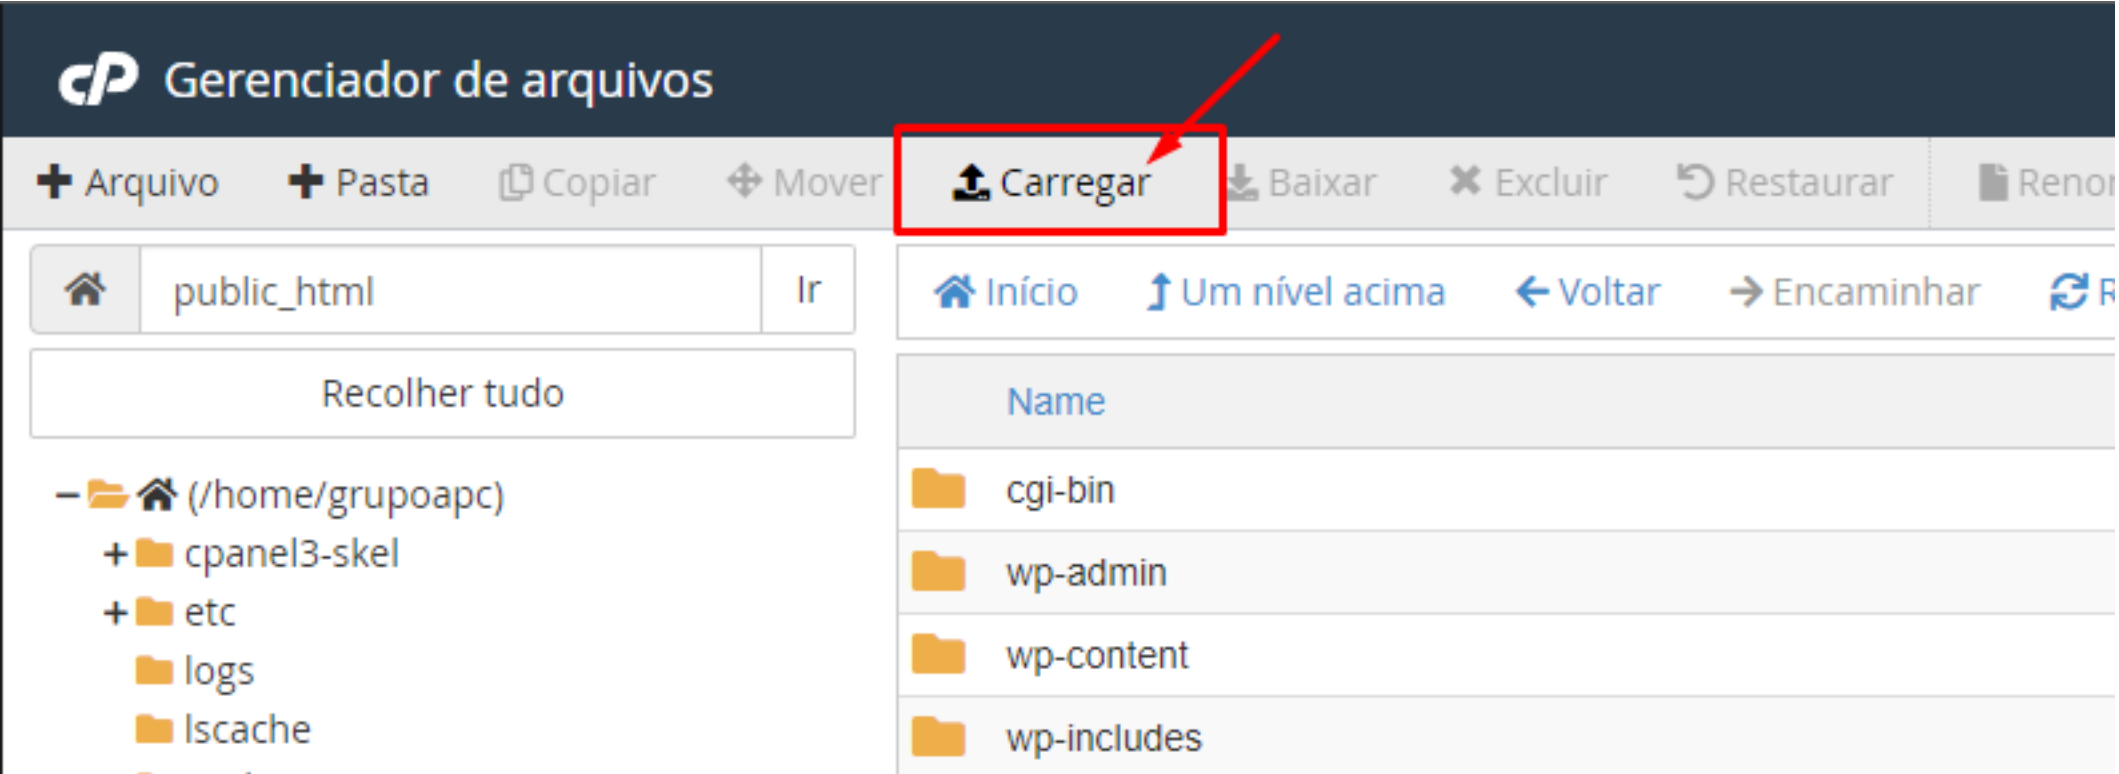 cP Gerenciador de arquivos
Arquivo Pasta Copiar Mover Carregar Baixar Excluir Restaurar
public_html Ir
Início Um nível acima Voltar Encaminhar
Recolher tudo
Name
(/home/grupoapc)
cpanel3-skel
etc
logs
lscache
cgi-bin
wp-admin
wp-content
wp-includes